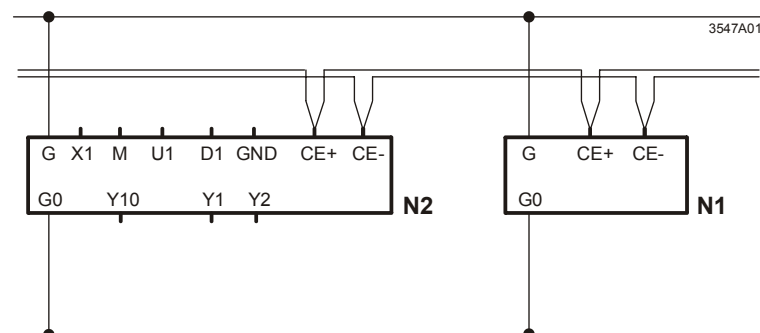 3547A01
G X1 M U1 D1 GND CE+ CE-
G0 Y10 Y1 Y2
N2
G CE+ CE-
G0
N1